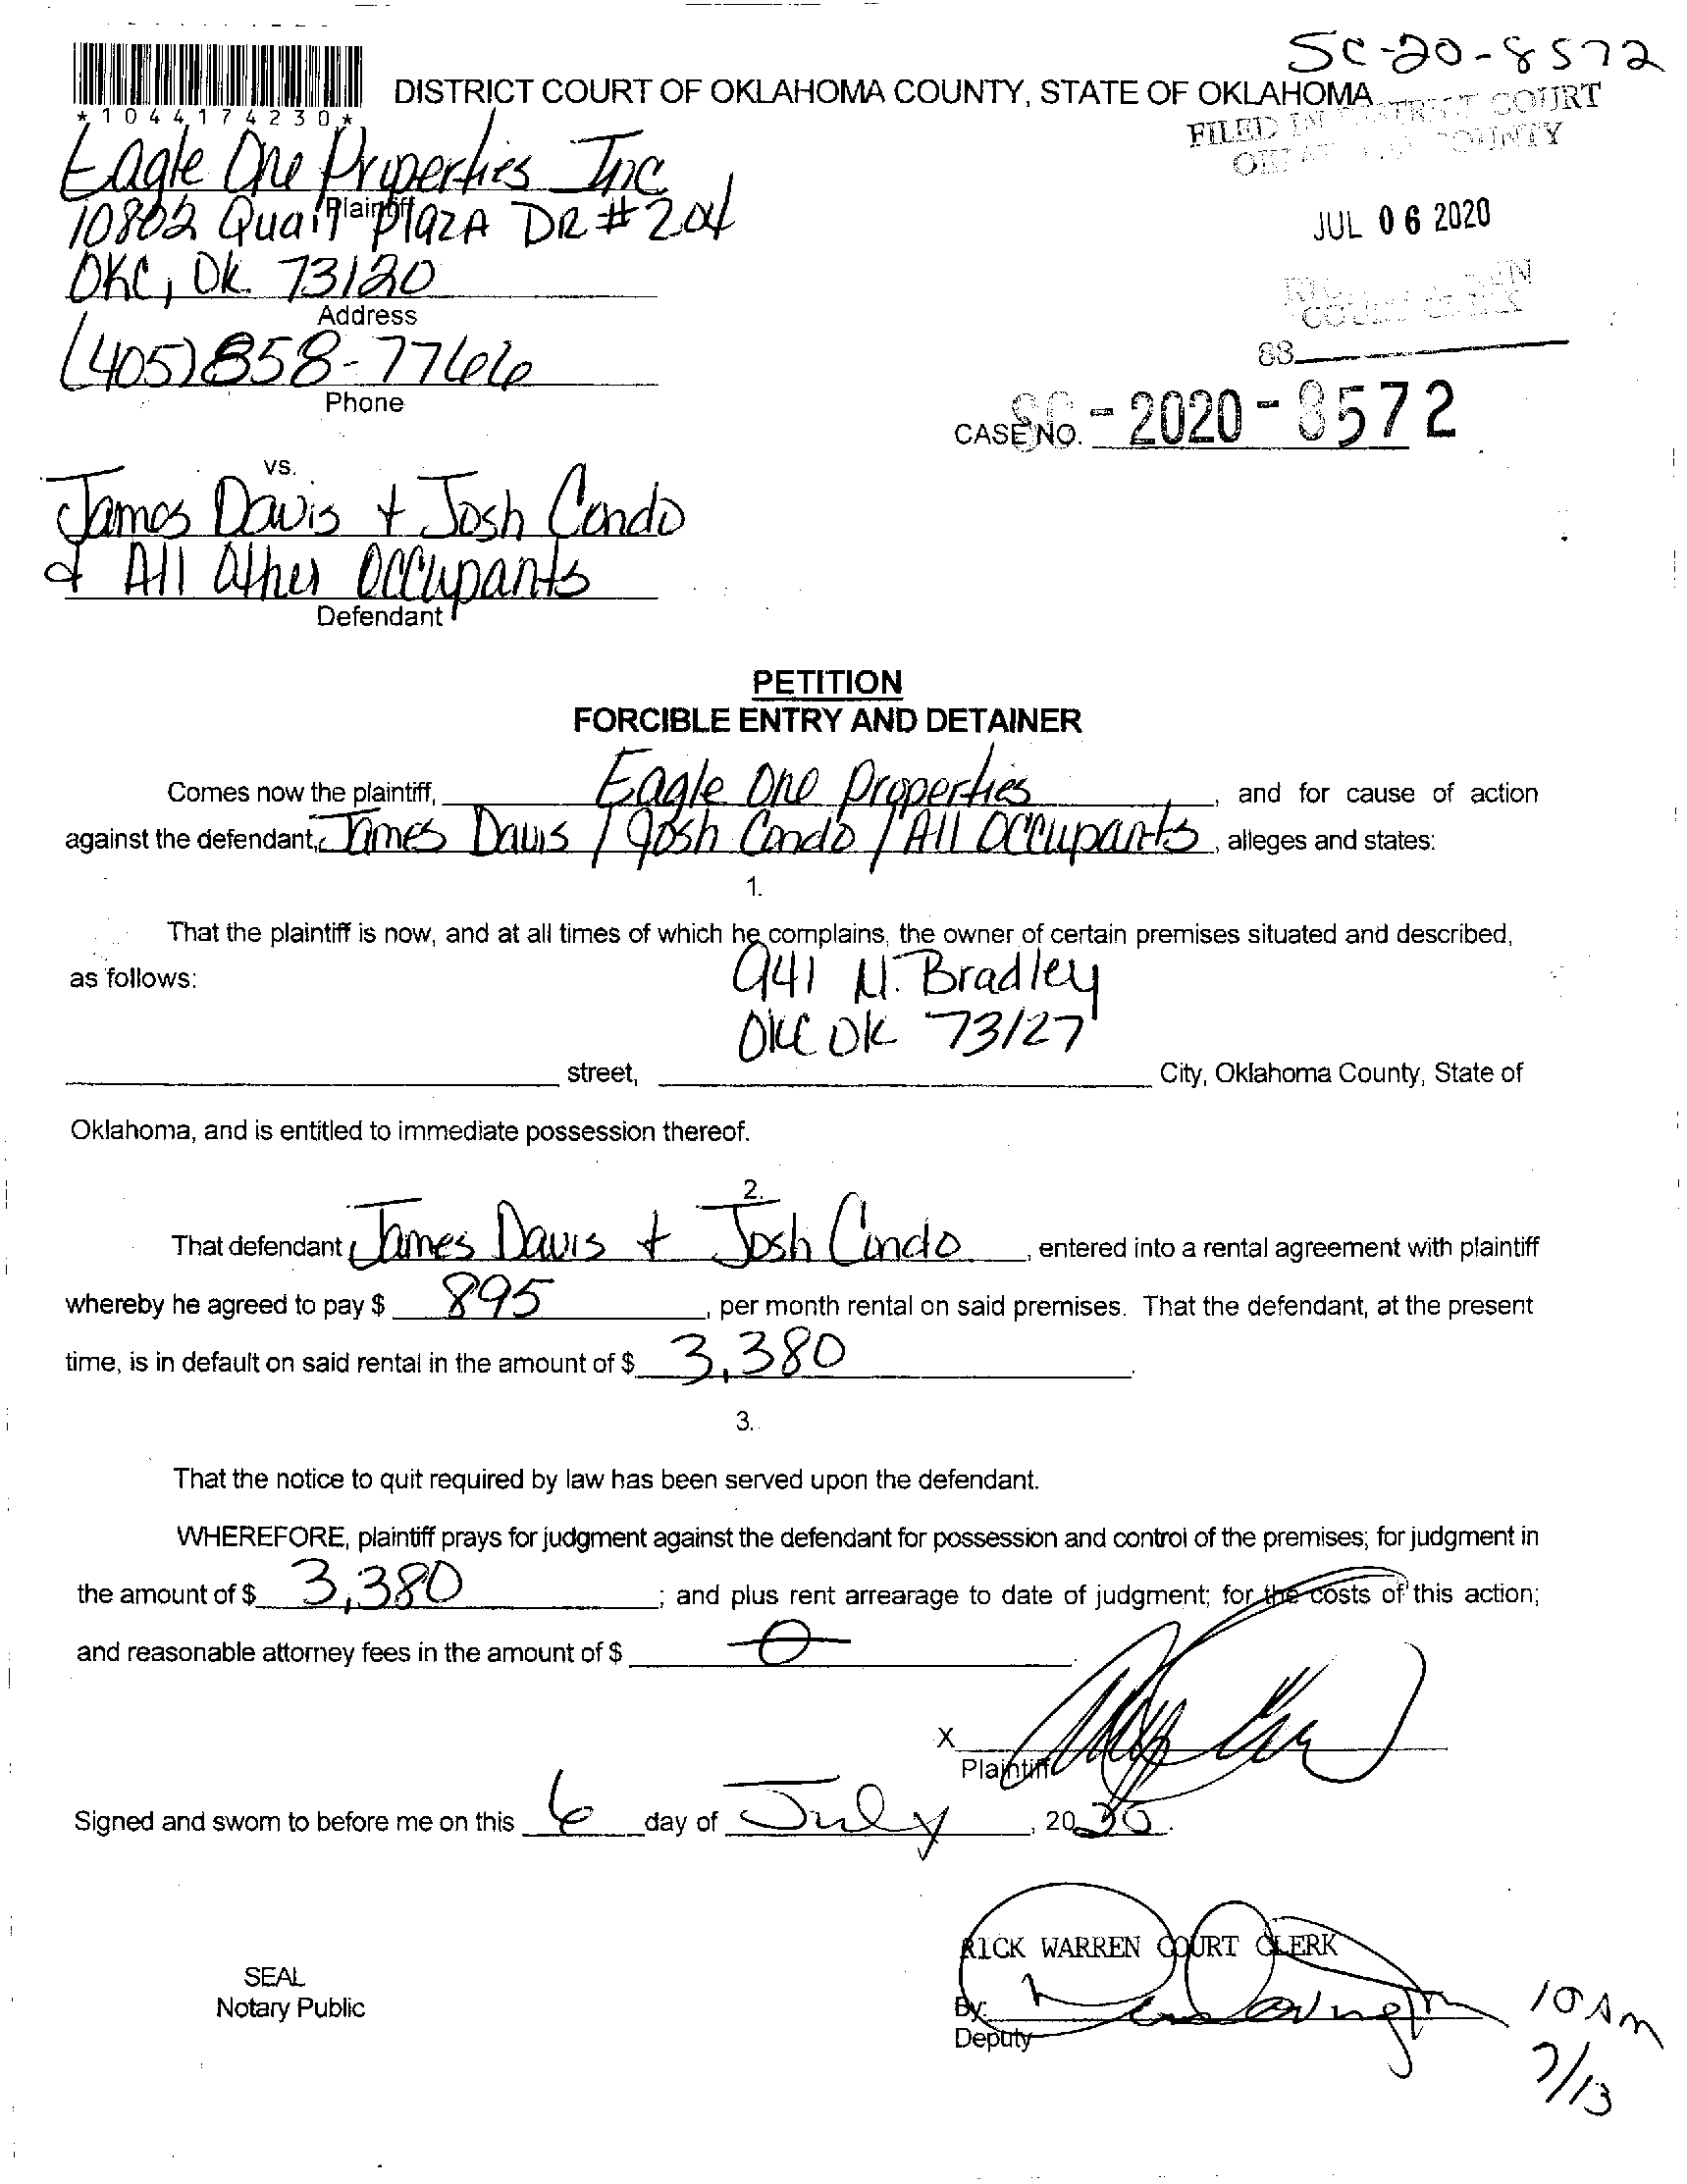 SC-20-8572
DISTRICT COURT OF OKLAHOMA COUNTY, STATE OF OKLAHOMA
*1044174230*
FILED IN DISTRICT COURT
COUNTY
Eagle One Properties Inc
Plaintiff
10802 Quail Plaza DR #204
JUL 06 2020
OKC, OK 73120
Address
COURT CLERK
(405) 858-7766
88
Phone
CASE NO. SC-2020-8572
vs.
James Davis + Josh Condo
& All Other Occupants
Defendant
PETITION
FORCIBLE ENTRY AND DETAINER
Comes now the plaintiff, Eagle One Properties, and for cause of action
against the defendant, James Davis / Josh Condo / All Occupants, alleges and states:
1.
That the plaintiff is now, and at all times of which he complains, the owner of certain premises situated and described,
as follows: 941 N. Bradley
OKC OK 73127
street, City, Oklahoma County, State of
Oklahoma, and is entitled to immediate possession thereof.
2.
That defendant, James Davis + Josh Condo, entered into a rental agreement with plaintiff
whereby he agreed to pay $ 895, per month rental on said premises. That the defendant, at the present
time, is in default on said rental in the amount of $ 3,380.
3.
That the notice to quit required by law has been served upon the defendant.
WHEREFORE, plaintiff prays for judgment against the defendant for possession and control of the premises; for judgment in
the amount of $ 3,380; and plus rent arrearage to date of judgment; for the costs of this action;
and reasonable attorney fees in the amount of $ 0.
X
Plaintiff
Signed and sworn to before me on this 6 day of July, 2020.
RICK WARREN COURT CLERK
SEAL
Notary Public
By:
Deputy
10 Am
7/13